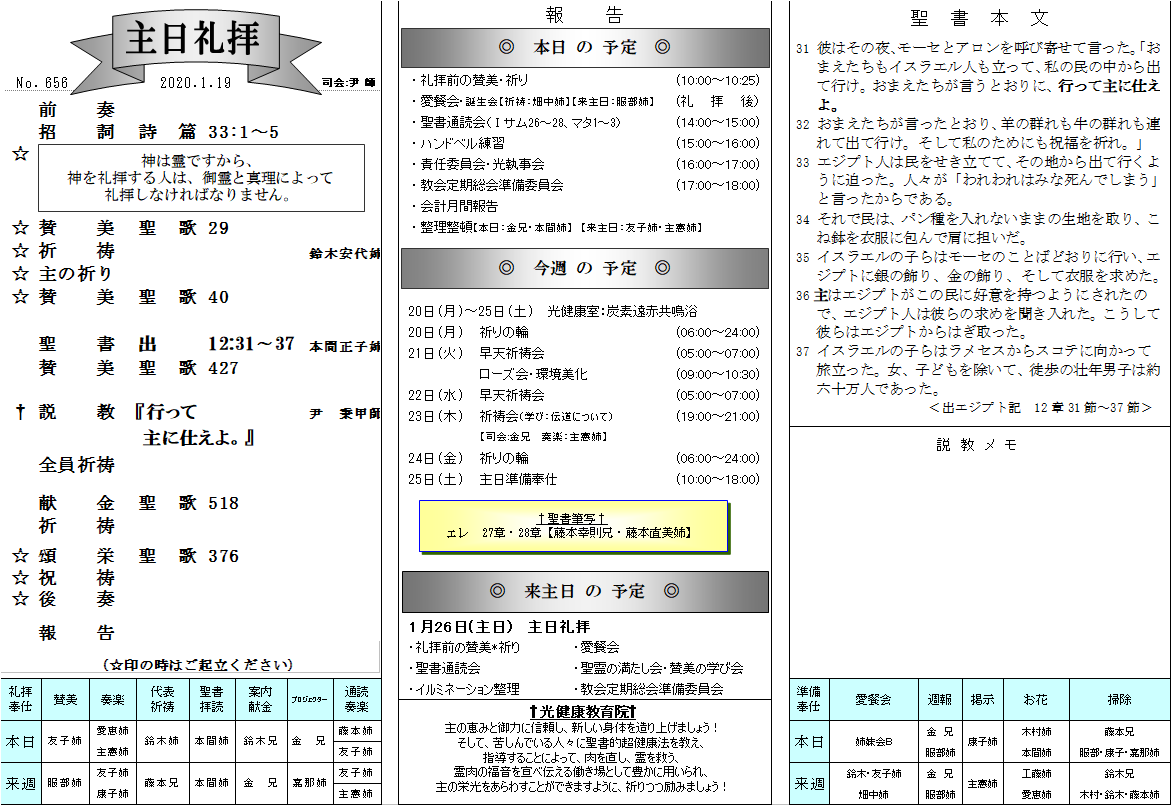 主日礼拝
No. 656 2020.1.19 司会:尹 師
前 奏
招 詞 詩 篇 33:1～5
☆ 神は霊ですから、
神を礼拝する人は、御霊と真理によって
礼拝しなければなりません。
☆ 賛 美 聖 歌 29
☆ 祈 祷 鈴木安代姉
☆ 主の祈り
☆ 賛 美 聖 歌 40
聖 書 出 12:31～37 本間正子姉
賛 美 聖 歌 427
† 説 教 『行って 尹 秉甲師
主に仕えよ。』
全員祈祷
献 金 聖 歌 518
祈 祷
☆ 頌 栄 聖 歌 376
☆ 祝 祷
☆ 後 奏
報 告
(☆印の時はご起立ください)
礼拝奉仕 賛美 奏楽 代表祈祷 聖書拝読 案内献金 プロジェクター 通読奏楽
本日 友子姉 愛恵姉 主恵姉 鈴木姉 本間姉 鈴木兄 金 兄 藤本姉 友子姉
来週 服部姉 友子姉 康子姉 藤本兄 本間姉 金 兄 嘉那姉 友子姉 主恵姉
報 告
◎ 本日 の 予定 ◎
・礼拝前の賛美・祈り (10:00～10:25)
・愛餐会・誕生会【祈祷:畑中姉】【来主日:服部姉】 (礼 拝 後)
・聖書通読会(Ⅰサム26～28、マタ1～3) (14:00～15:00)
・ハンドベル練習 (15:00～16:00)
・責任委員会・光執事会 (16:00～17:00)
・教会定期総会準備委員会 (17:00～18:00)
・会計月間報告
・整理整頓【本日:金兄・本間姉】 【来主日:友子姉・主恵姉】
◎ 今週 の 予定 ◎
20日(月)～25日(土) 光健康室:炭素遠赤共鳴浴
20日(月) 祈りの輪 (06:00～24:00)
21日(火) 早天祈祷会 (05:00～07:00)
ローズ会・環境美化 (09:00～10:30)
22日(水) 早天祈祷会 (05:00～07:00)
23日(木) 祈祷会(学び:伝道について) (19:00～21:00)
【司会:金兄 奏楽:主恵姉】
24日(金) 祈りの輪 (06:00～24:00)
25日(土) 主日準備奉仕 (10:00～18:00)
†聖書筆写†
エレ 27章・28章【藤本幸則兄・藤本直美姉】
◎ 来主日 の 予定 ◎
1月26日(主日) 主日礼拝
・礼拝前の賛美*祈り ・愛餐会
・聖書通読会 ・聖霊の満たし会・賛美の学び会
・イルミネーション整理 ・教会定期総会準備委員会
†光健康教育院†
主の恵みと御力に信頼し、新しい身体を造り上げましょう!
そして、苦しんでいる人々に聖書的超健康法を教え、
指導することによって、肉を直し、霊を救う、
霊肉の福音を宣べ伝える働き場として豊かに用いられ、
主の栄光をあらわすことができますように、祈りつつ励みましょう!
聖 書 本 文
31 彼はその夜、モーセとアロンを呼び寄せて言った。「お
まえたちもイスラエル人も立って、私の民の中から出
て行け。おまえたちが言うとおりに、行って主に仕え
よ。
32 おまえたちが言ったとおり、羊の群れも牛の群れも連
れて出て行け。そして私のためにも祝福を祈れ。」
33 エジプト人は民をせき立てて、その地から出て行くよ
うに迫った。人々が「われわれはみな死んでしまう」
と言ったからである。
34 それで民は、パン種を入れないままの生地を取り、こ
ね鉢を衣服に包んで肩に担いだ。
35 イスラエルの子らはモーセのことばどおりに行い、エ
ジプトに銀の飾り、金の飾り、そして衣服を求めた。
36 主はエジプトがこの民に好意を持つようにされたの
で、エジプト人は彼らの求めを聞き入れた。こうして
彼らはエジプトからはぎ取った。
37 イスラエルの子らはラメセスからスコテに向かって
旅立った。女、子どもを除いて、徒歩の壮年男子は約
六十万人であった。
＜出エジプト記 12章31節～37節＞
説 教 メ モ
準備奉仕 愛餐会 週報 掲示 お花 掃除
本日 姉妹会B 金 兄 服部姉 康子姉 木村姉 本間姉 藤本兄 服部・康子・嘉那姉
来週 鈴木・友子姉 畑中姉 金 兄 服部姉 主恵姉 工藤姉 愛恵姉 鈴木兄 木村・鈴木・藤本姉